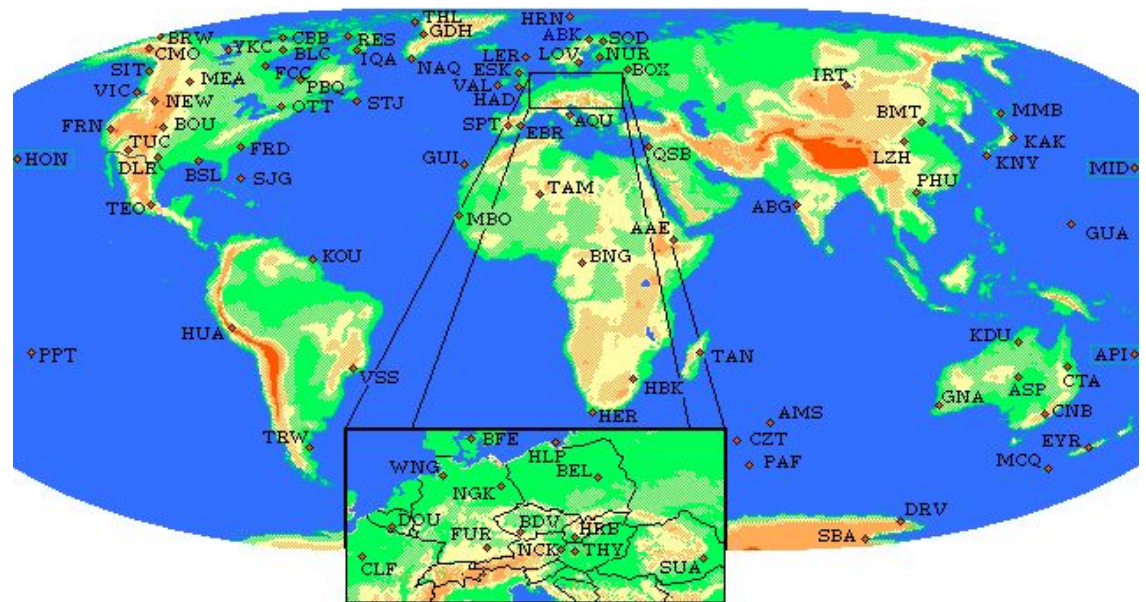 THL
HRN
BRW
CBB
RES
GDH
ABK
SOD
CMO
YKC
BLC
IQA
LER
LOV
NUR
SIT
FCC
NAQ
ESK
BOX
MEA
PBQ
VAL
IRT
VIC
HAD
NEW
OTT
STJ
BMT
MMB
FRN
BOU
SPT
EBR
AQU
TUC
KAK
HON
DLR
BSL
FRD
GUI
QSB
LZH
KNY
MID
SJG
TAM
PHU
TEO
MBO
ABG
AAE
GUA
KOU
BNG
HUA
KDU
PPT
TAN
API
VSS
HBK
ASP
CTA
GNA
HER
AMS
CNB
TRW
BFE
HLP
CZT
EYR
WNG
BEL
PAF
MCQ
NGK
DOU
BDV
HRB
DRV
FUR
NCK
THY
SBA
CLF
SUA